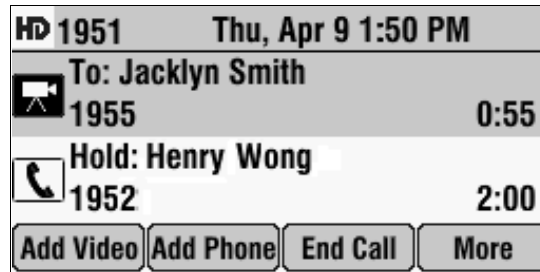 HD 1951 Thu, Apr 9 1:50 PM
To: Jacklyn Smith
1955 0:55
Hold: Henry Wong
1952 2:00
Add Video Add Phone End Call More